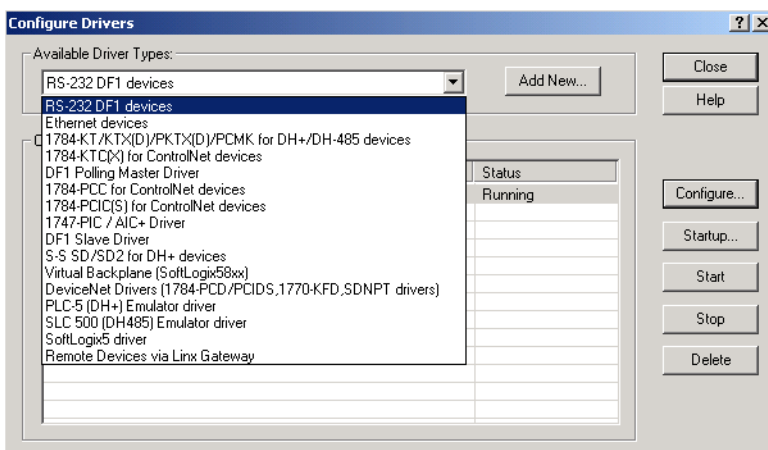 Configure Drivers
Available Driver Types:
RS-232 DF1 devices
Add New...
Close
Help
RS-232 DF1 devices
Ethernet devices
1784-KT/KTX(D)/PKTX(D)/PCMK for DH+/DH-485 devices
1784-KTC(X) for ControlNet devices
DF1 Polling Master Driver
1784-PCC for ControlNet devices
1784-PCIC(S) for ControlNet devices
1747-PIC / AIC+ Driver
DF1 Slave Driver
S-S SD/SD2 for DH+ devices
Virtual Backplane (SoftLogix58xx)
DeviceNet Drivers (1784-PCD/PCIDS,1770-KFD,SDNPT drivers)
PLC-5 (DH+) Emulator driver
SLC 500 (DH485) Emulator driver
SoftLogix5 driver
Remote Devices via Linx Gateway
Status
Running
Configure...
Startup...
Start
Stop
Delete